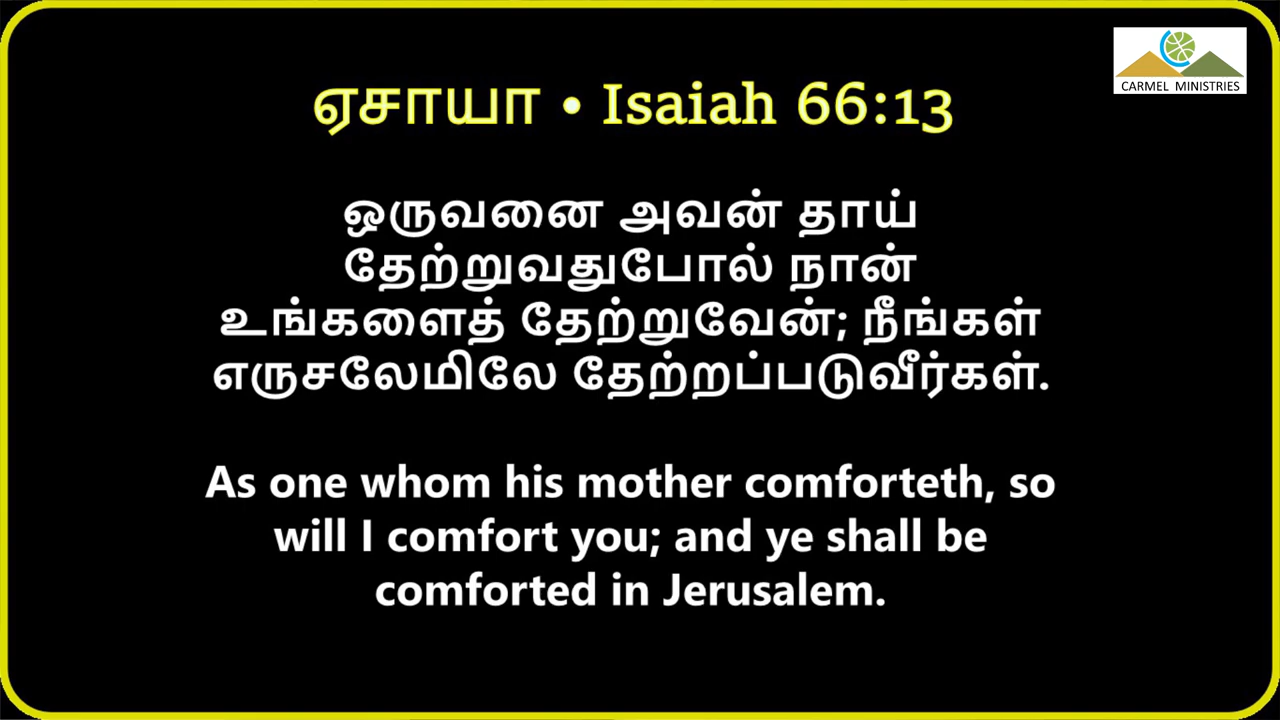 CARMEL MINISTRIES
ஏசாயா • Isaiah 66:13
ஒருவனை அவன் தாய்
தேற்றுவதுபோல் நான்
உங்களைத் தேற்றுவேன்; நீங்கள்
எருசலேமிலே தேற்றப்படுவீர்கள்.
As one whom his mother comforteth, so
will I comfort you; and ye shall be
comforted in Jerusalem.